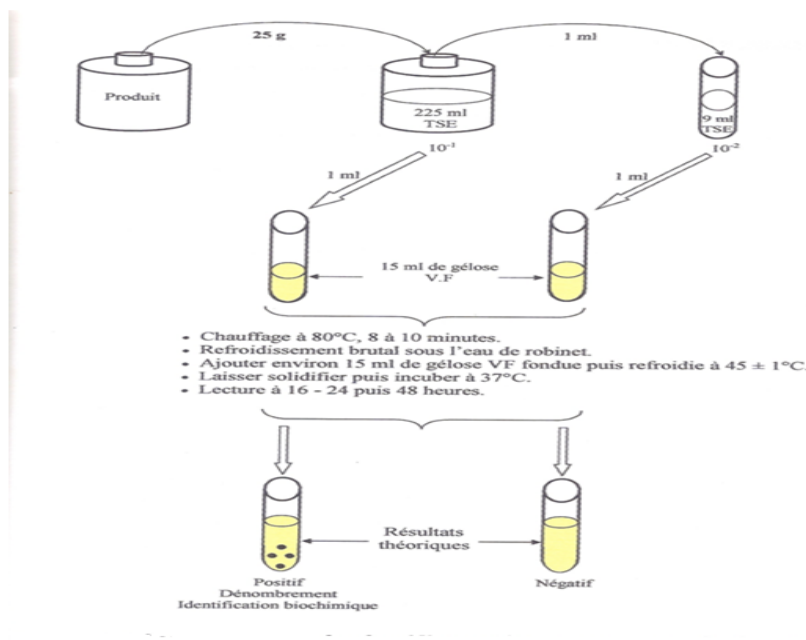 25 g
1 ml
Produit
225 ml
TSE
9 ml
TSE
10-1
10-2
1 ml
1 ml
15 ml de gélose
V.F
• Chauffage à 80°C, 8 à 10 minutes.
• Refroidissement brutal sous l'eau de robinet.
• Ajouter environ 15 ml de gélose VF fondue puis refroidie à 45 ± 1°C.
• Laisser solidifier puis incuber à 37°C.
• Lecture à 16 - 24 puis 48 heures.
Résultats
théoriques
Positif
Dénombrement
Identification biochimique
Négatif